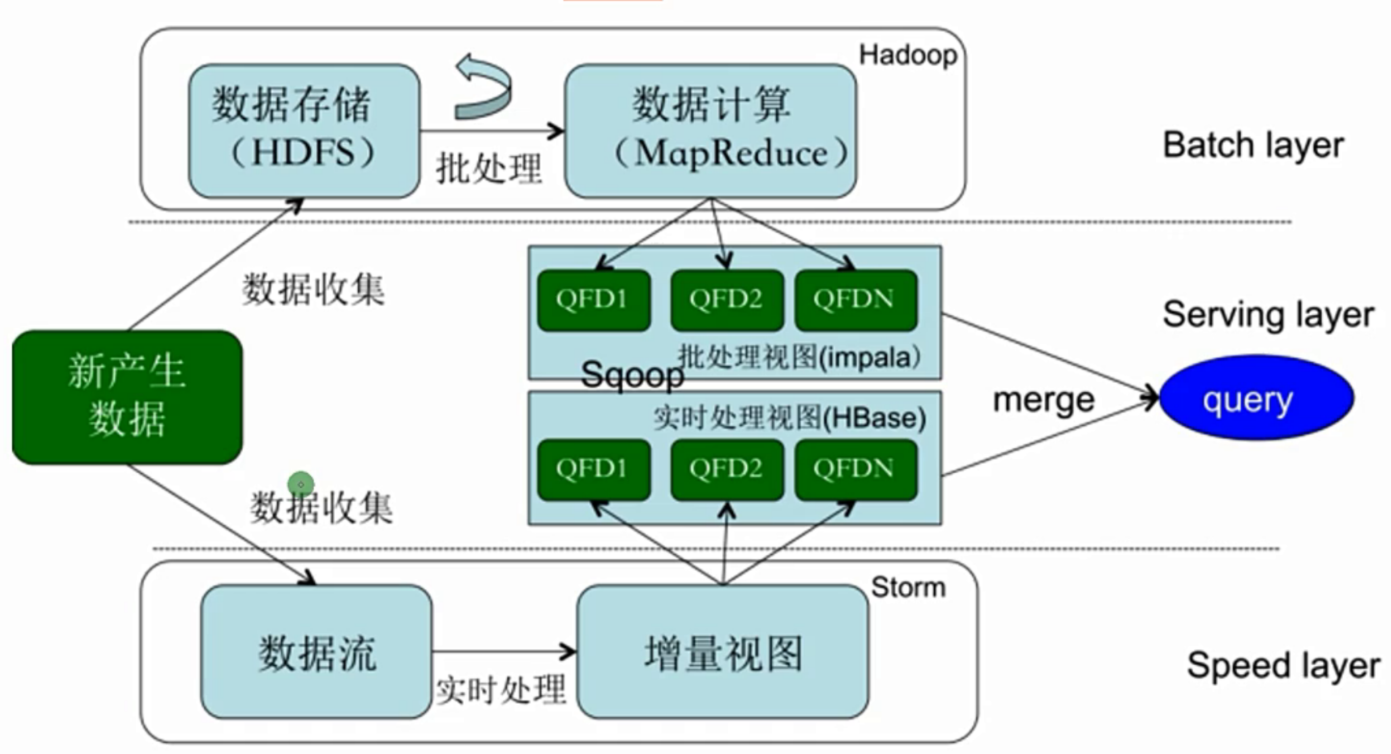 Hadoop
数据存储
（HDFS）
批处理
数据计算
（MapReduce）
Batch layer
数据收集
QFD1
QFD2
QFDN
批处理视图(impala）
Serving layer
新产生
数据
Sqoop
实时处理视图(HBase)
merge
query
QFD1
QFD2
QFDN
数据收集
Storm
数据流
实时处理
增量视图
Speed layer